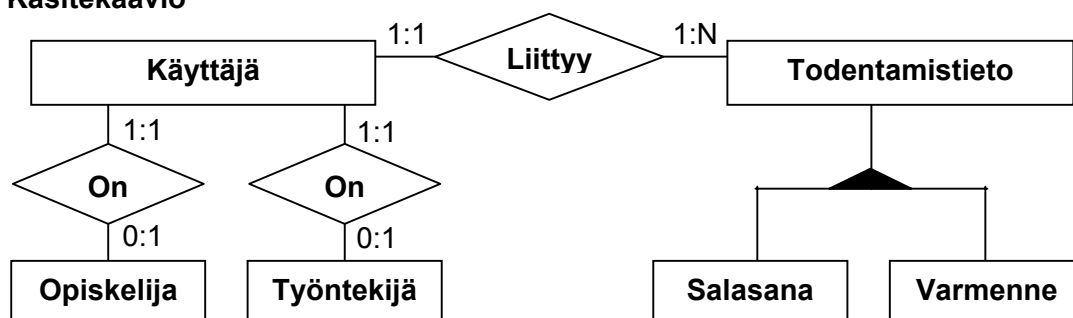 Käsitekaavio
1:1
1:N
Käyttäjä
Liittyy
Todentamistieto
1:1
1:1
On
On
0:1
0:1
Opiskelija
Työntekijä
Salasana
Varmenne